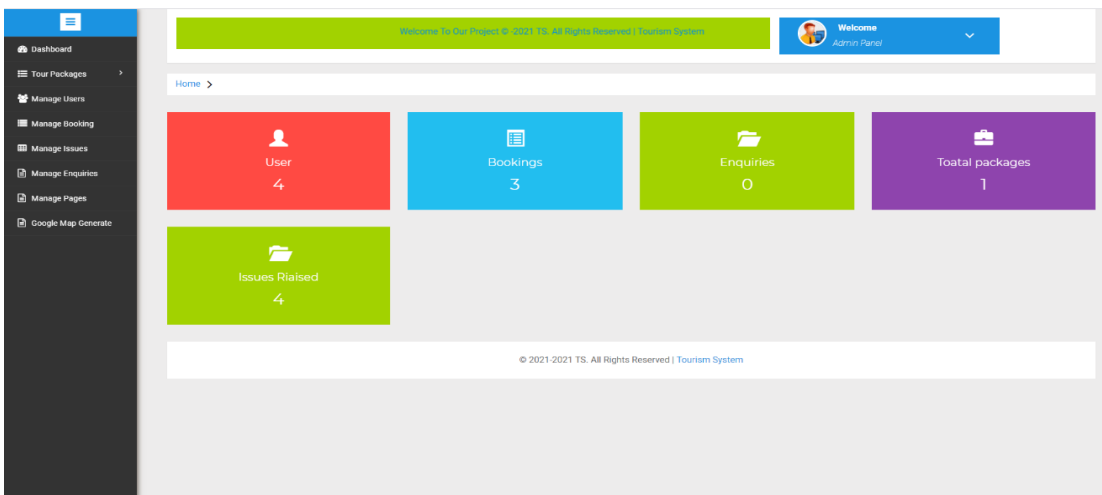 Welcome To Our Project © -2021 TS. All Rights Reserved | Tourism System
Welcome
Admin Panel
Dashboard
Tour Packages
Manage Users
Manage Booking
Manage Issues
Manage Enquiries
Manage Pages
Google Map Generate
Home
User
4
Bookings
3
Enquiries
0
Toatal packages
1
Issues Riaised
4
© 2021-2021 TS. All Rights Reserved | Tourism System